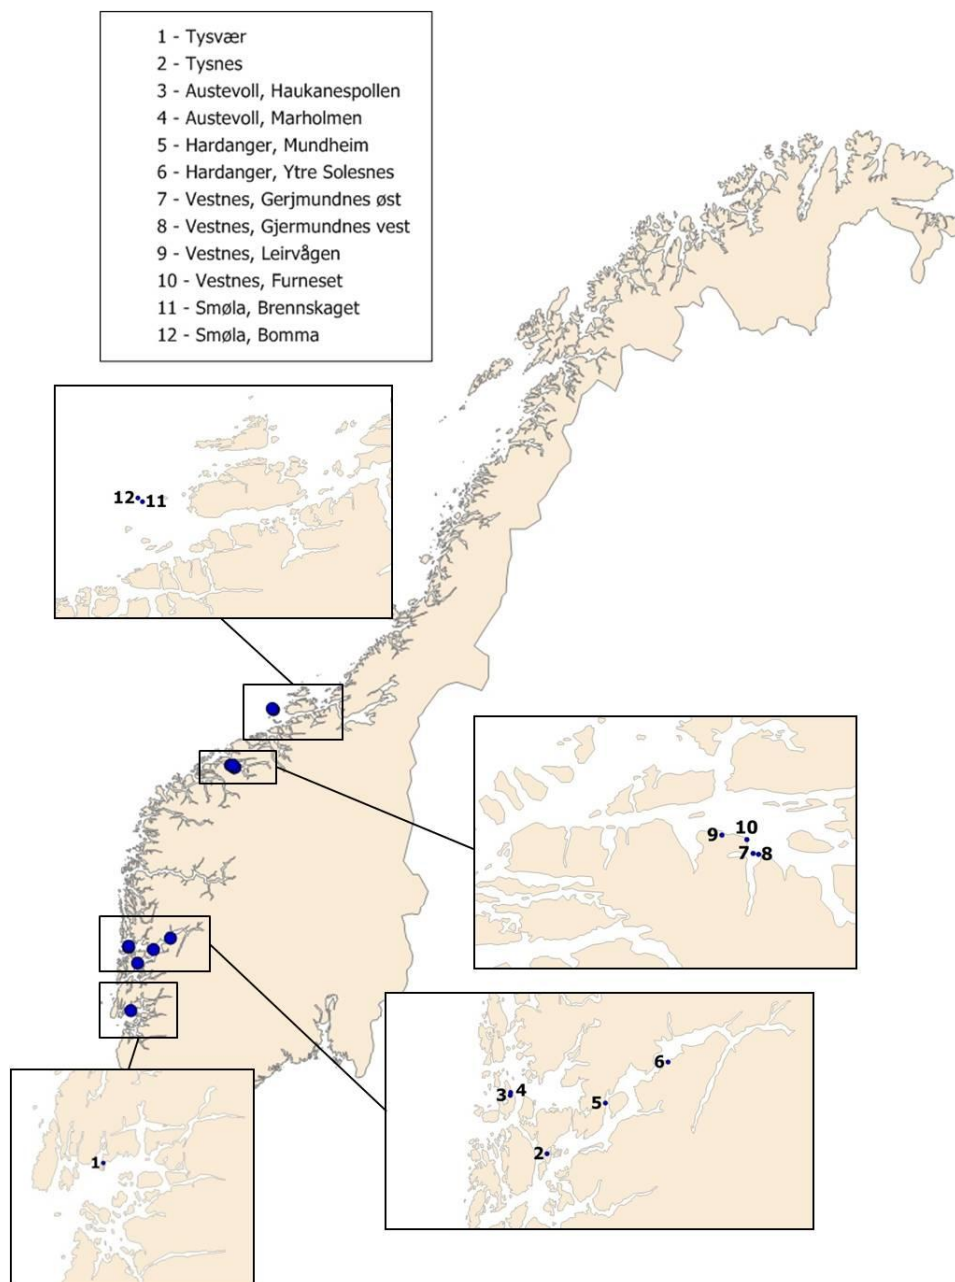 1 - Tysvær
2 - Tysnes
3 - Austevoll, Haukanespollen
4 - Austevoll, Marholmen
5 - Hardanger, Mundheim
6 - Hardanger, Ytre Solesnes
7 - Vestnes, Gerjmundnes øst
8 - Vestnes, Gjermundnes vest
9 - Vestnes, Leirvågen
10 - Vestnes, Furneset
11 - Smøla, Brennskaget
12 - Smøla, Bomma
12 11
9 10
7 8
6
3 4
5
2
1